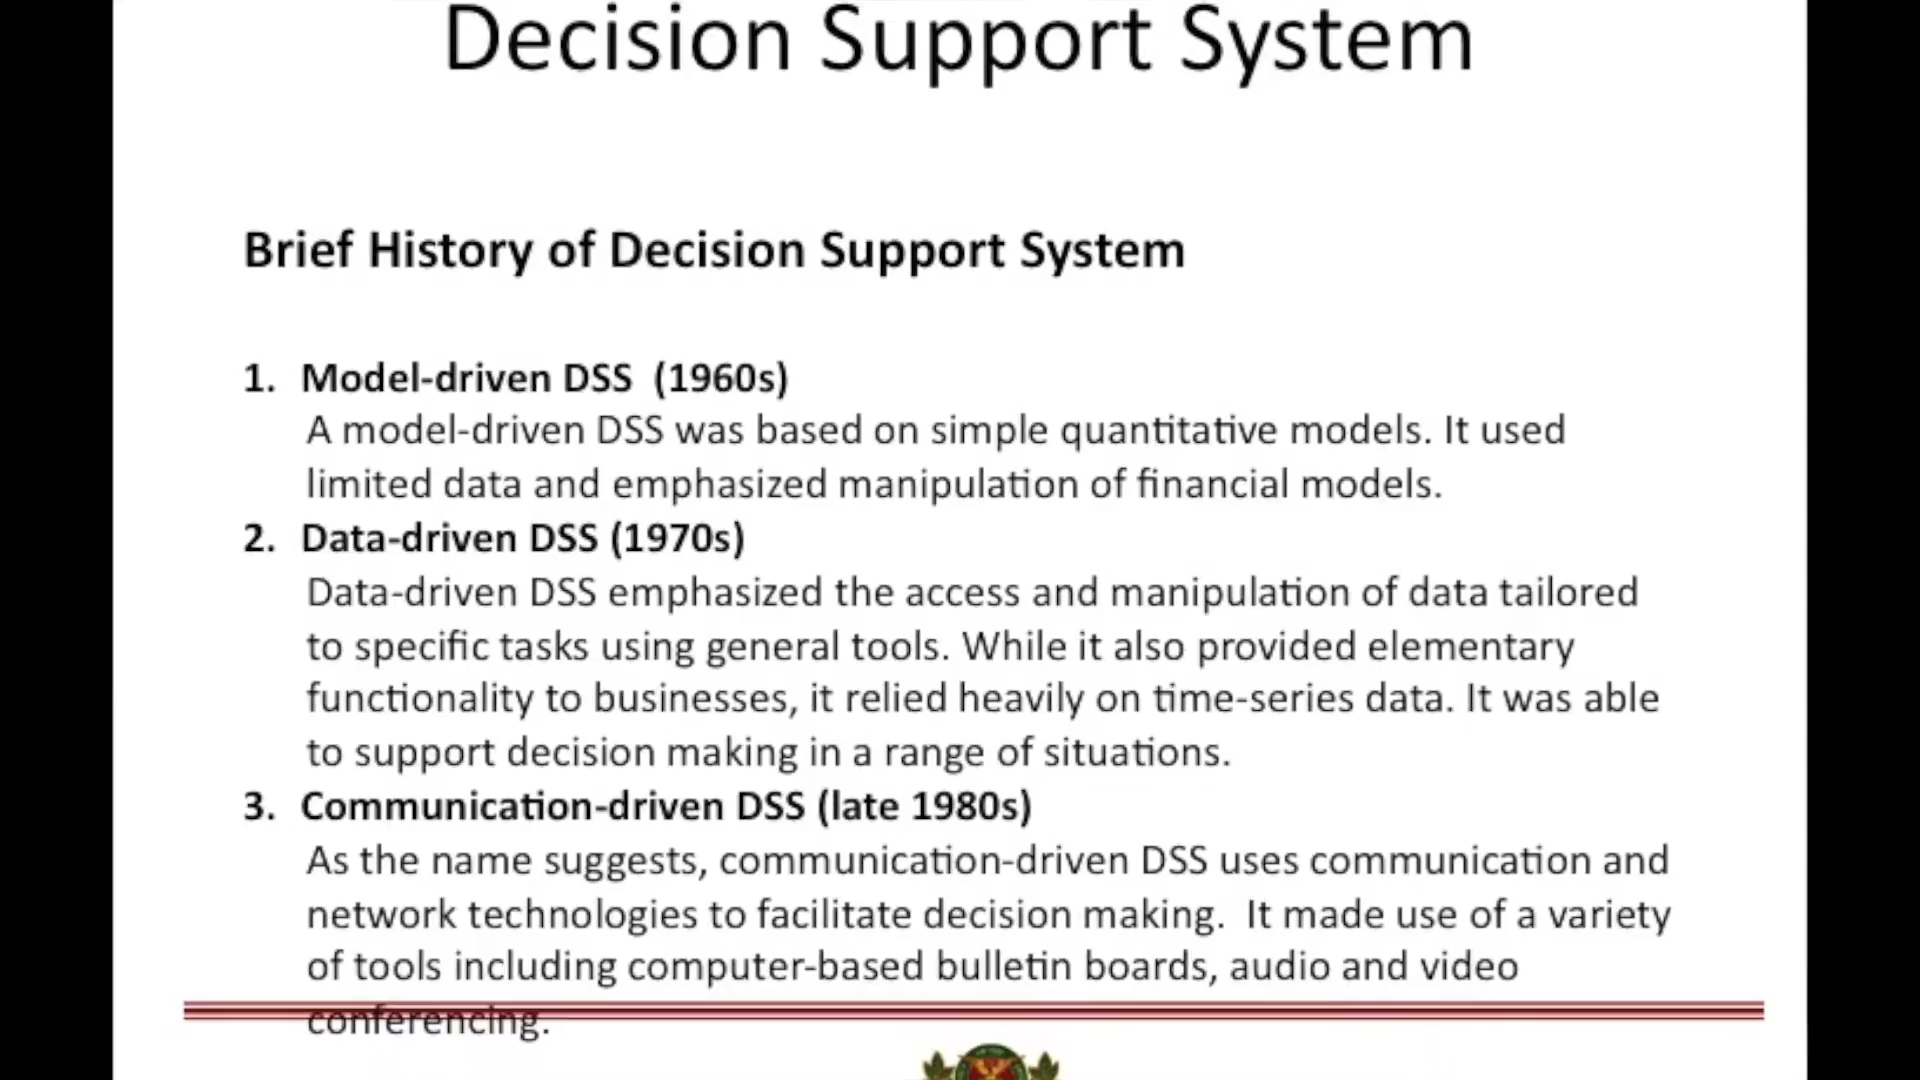 Decision Support System
Brief History of Decision Support System
1. Model-driven DSS (1960s)
A model-driven DSS was based on simple quantitative models. It used
limited data and emphasized manipulation of financial models.
2. Data-driven DSS (1970s)
Data-driven DSS emphasized the access and manipulation of data tailored
to specific tasks using general tools. While it also provided elementary
functionality to businesses, it relied heavily on time-series data. It was able
to support decision making in a range of situations.
3. Communication-driven DSS (late 1980s)
As the name suggests, communication-driven DSS uses communication and
network technologies to facilitate decision making. It made use of a variety
of tools including computer-based bulletin boards, audio and video
conferencing.